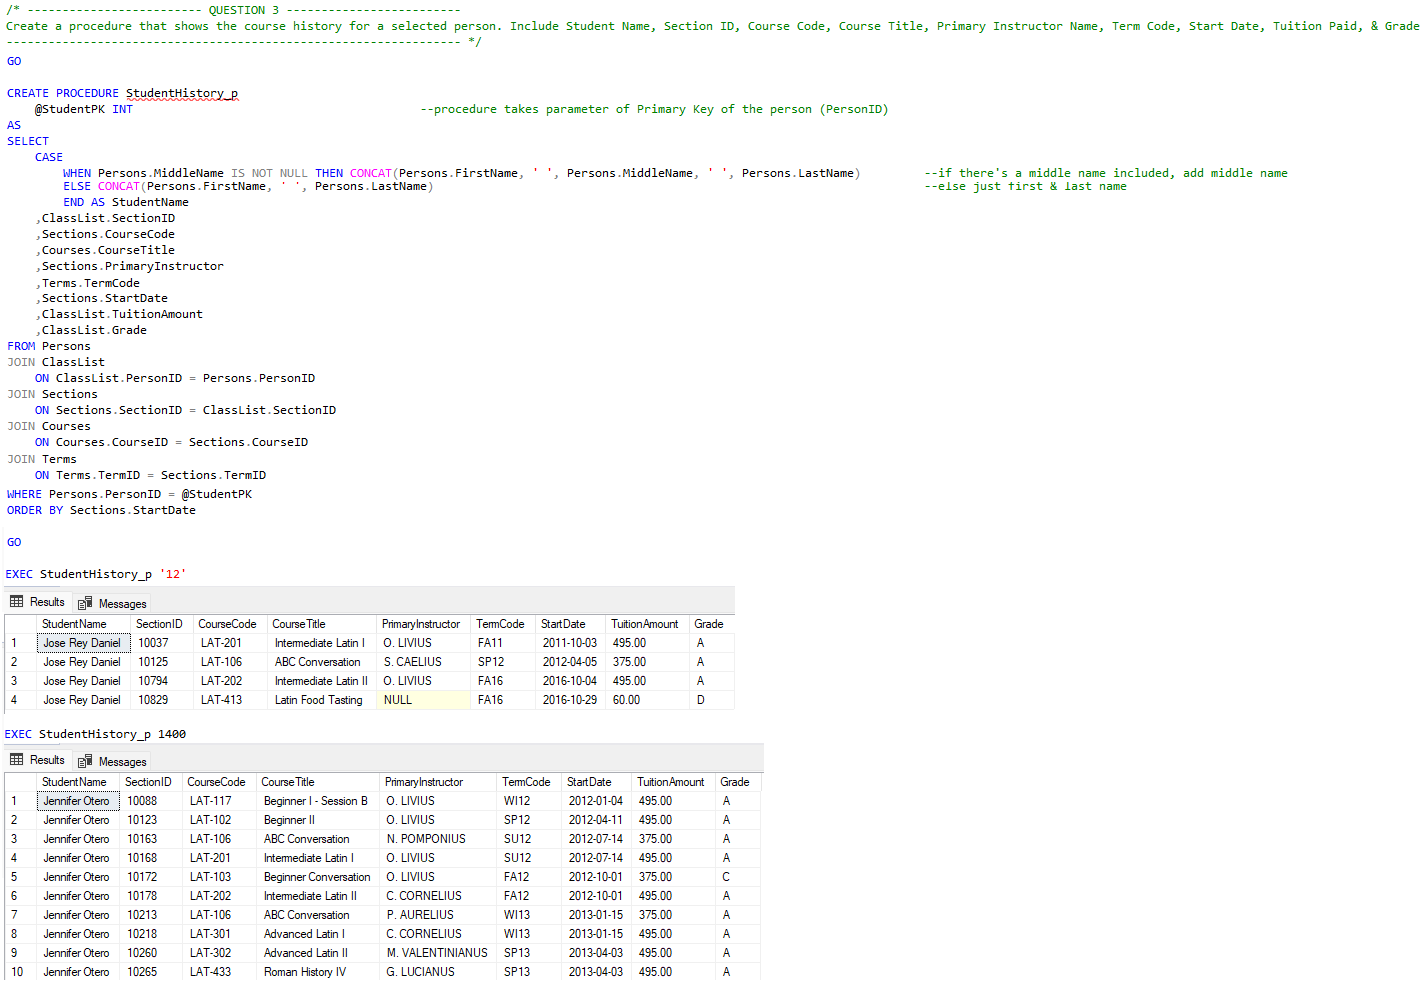 /* ------------------------- QUESTION 3 -------------------------
Create a procedure that shows the course history for a selected person. Include Student Name, Section ID, Course Code, Course Title, Primary Instructor Name, Term Code, Start Date, Tuition Paid, & Grade
----------------------------------------------------------------- */
GO
CREATE PROCEDURE StudentHistory_p
@StudentPK INT --procedure takes parameter of Primary Key of the person (PersonID)
AS
SELECT
CASE
WHEN Persons.MiddleName IS NOT NULL THEN CONCAT(Persons.FirstName, ' ', Persons.MiddleName, ' ', Persons.LastName) --if there's a middle name included, add middle name
ELSE CONCAT(Persons.FirstName, ' ', Persons.LastName) --else just first & last name
END AS StudentName
,ClassList.SectionID
,Sections.CourseCode
,Courses.CourseTitle
,Sections.PrimaryInstructor
,Terms.TermCode
,Sections.StartDate
,ClassList.TuitionAmount
,ClassList.Grade
FROM Persons
JOIN ClassList
ON ClassList.PersonID = Persons.PersonID
JOIN Sections
ON Sections.SectionID = ClassList.SectionID
JOIN Courses
ON Courses.CourseID = Sections.CourseID
JOIN Terms
ON Terms.TermID = Sections.TermID
WHERE Persons.PersonID = @StudentPK
ORDER BY Sections.StartDate
GO
EXEC StudentHistory_p '12'
Results Messages
StudentName SectionID CourseCode CourseTitle PrimaryInstructor TermCode StartDate TuitionAmount Grade
1 Jose Rey Daniel 10037 LAT-201 Intermediate Latin I O. LIVIUS FA11 2011-10-03 495.00 A
2 Jose Rey Daniel 10125 LAT-106 ABC Conversation S. CAELIUS SP12 2012-04-05 375.00 A
3 Jose Rey Daniel 10794 LAT-202 Intermediate Latin II O. LIVIUS FA16 2016-10-04 495.00 A
4 Jose Rey Daniel 10829 LAT-413 Latin Food Tasting NULL FA16 2016-10-29 60.00 D
EXEC StudentHistory_p 1400
Results Messages
StudentName SectionID CourseCode CourseTitle PrimaryInstructor TermCode StartDate TuitionAmount Grade
1 Jennifer Otero 10088 LAT-117 Beginner I - Session B O. LIVIUS WI12 2012-01-04 495.00 A
2 Jennifer Otero 10123 LAT-102 Beginner II O. LIVIUS SP12 2012-04-11 495.00 A
3 Jennifer Otero 10163 LAT-106 ABC Conversation N. POMPONIUS SU12 2012-07-14 375.00 A
4 Jennifer Otero 10168 LAT-201 Intermediate Latin I O. LIVIUS SU12 2012-07-14 495.00 A
5 Jennifer Otero 10172 LAT-103 Beginner Conversation O. LIVIUS FA12 2012-10-01 375.00 C
6 Jennifer Otero 10178 LAT-202 Intermediate Latin II C. CORNELIUS FA12 2012-10-01 495.00 A
7 Jennifer Otero 10213 LAT-106 ABC Conversation P. AURELIUS WI13 2013-01-15 375.00 A
8 Jennifer Otero 10218 LAT-301 Advanced Latin I C. CORNELIUS WI13 2013-01-15 495.00 A
9 Jennifer Otero 10260 LAT-302 Advanced Latin II M. VALENTINIANUS SP13 2013-04-03 495.00 A
10 Jennifer Otero 10265 LAT-433 Roman History IV G. LUCIANUS SP13 2013-04-03 495.00 A